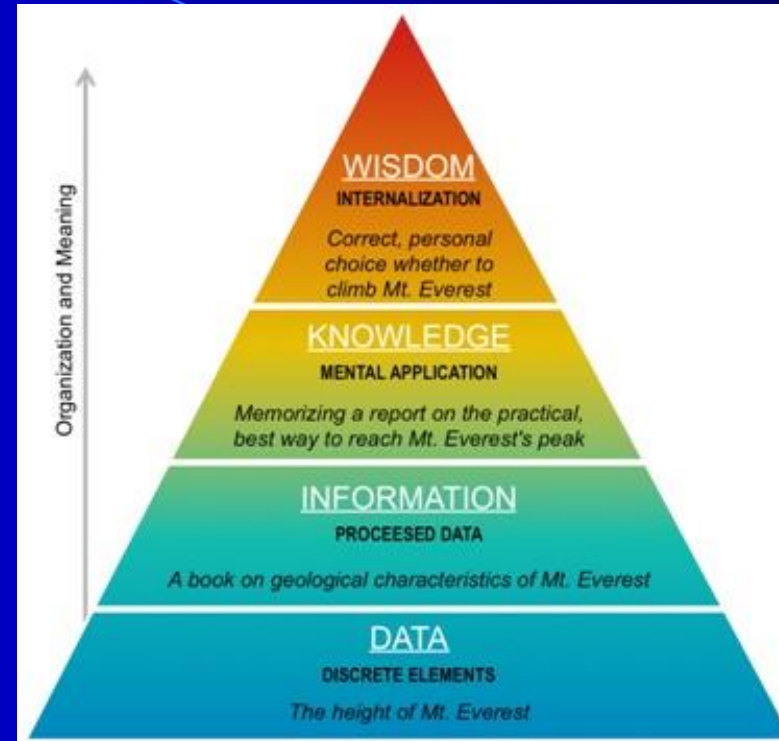 Organization and Meaning
WISDOM
INTERNALIZATION
Correct, personal
choice whether to
climb Mt. Everest
KNOWLEDGE
MENTAL APPLICATION
Memorizing a report on the practical,
best way to reach Mt. Everest's peak
INFORMATION
PROCEESED DATA
A book on geological characteristics of Mt. Everest
DATA
DISCRETE ELEMENTS
The height of Mt. Everest